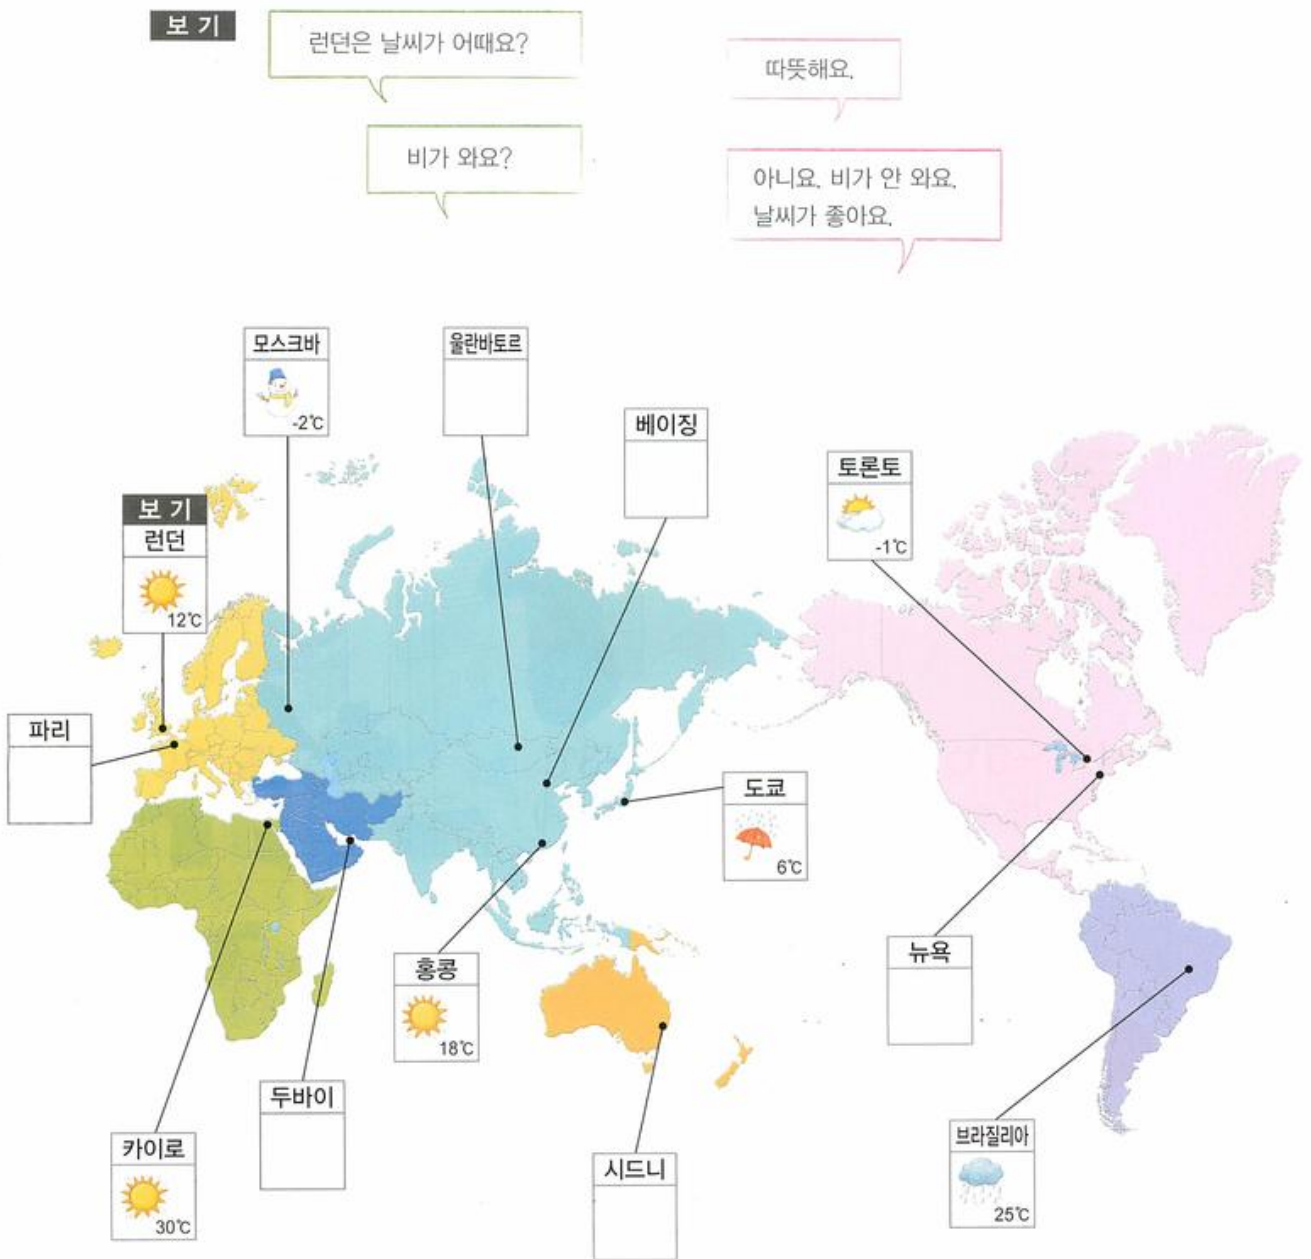 보 기
런던은 날씨가 어때요?
따뜻해요.
비가 와요?
아니요. 비가 안 와요.
날씨가 좋아요.
모스크바
-2℃
울란바토르
베이징
토론토
-1℃
보 기
런던
12℃
파리
도쿄
6℃
홍콩
18℃
뉴욕
두바이
카이로
30℃
시드니
브라질리아
25℃